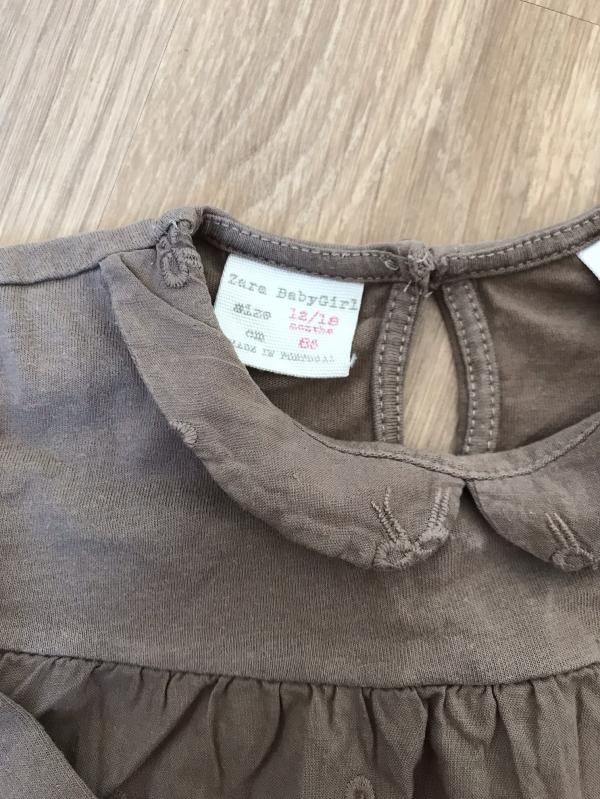 Zara BabyGirl
size 12/18
months
cm 86
MADE IN PORTUGAL